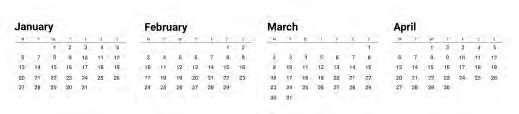 January February March April
M T W T F S S M T W T F S S M T W T F S S M T W T F S S
1 2 3 4 5 1 2 1 1 2 3 4 5
6 7 8 9 10 11 12 3 4 5 6 7 8 9 2 3 4 5 6 7 8 6 7 8 9 10 11 12
13 14 15 16 17 18 19 10 11 12 13 14 15 16 9 10 11 12 13 14 15 13 14 15 16 17 18 19
20 21 22 23 24 25 26 17 18 19 20 21 22 23 16 17 18 19 20 21 22 20 21 22 23 24 25 26
27 28 29 30 31 24 25 26 27 28 29 23 24 25 26 27 28 29 27 28 29 30
30 31